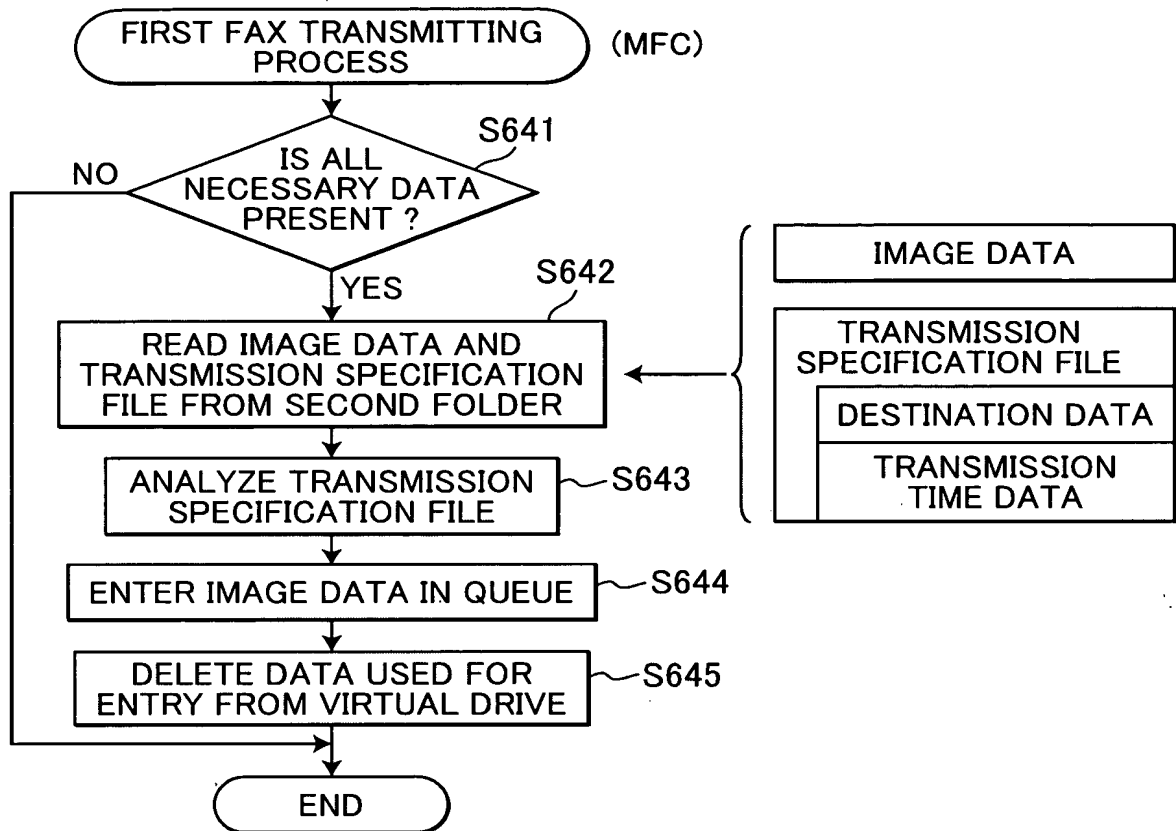 FIRST FAX TRANSMITTING
PROCESS
(MFC)
S641
NO
IS ALL
NECESSARY DATA
PRESENT ?
YES
S642
READ IMAGE DATA AND
TRANSMISSION SPECIFICATION
FILE FROM SECOND FOLDER
IMAGE DATA
TRANSMISSION
SPECIFICATION FILE
DESTINATION DATA
TRANSMISSION
TIME DATA
ANALYZE TRANSMISSION
SPECIFICATION FILE
S643
ENTER IMAGE DATA IN QUEUE
S644
DELETE DATA USED FOR
ENTRY FROM VIRTUAL DRIVE
S645
END